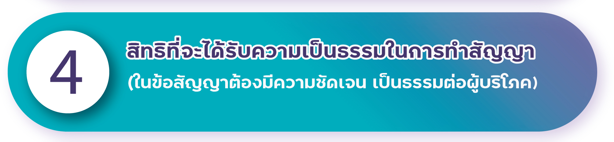 4
สิทธิที่จะได้รับความเป็นธรรมในการทำสัญญา
(ในข้อสัญญาต้องมีความชัดเจน เป็นธรรมต่อผู้บริโภค)